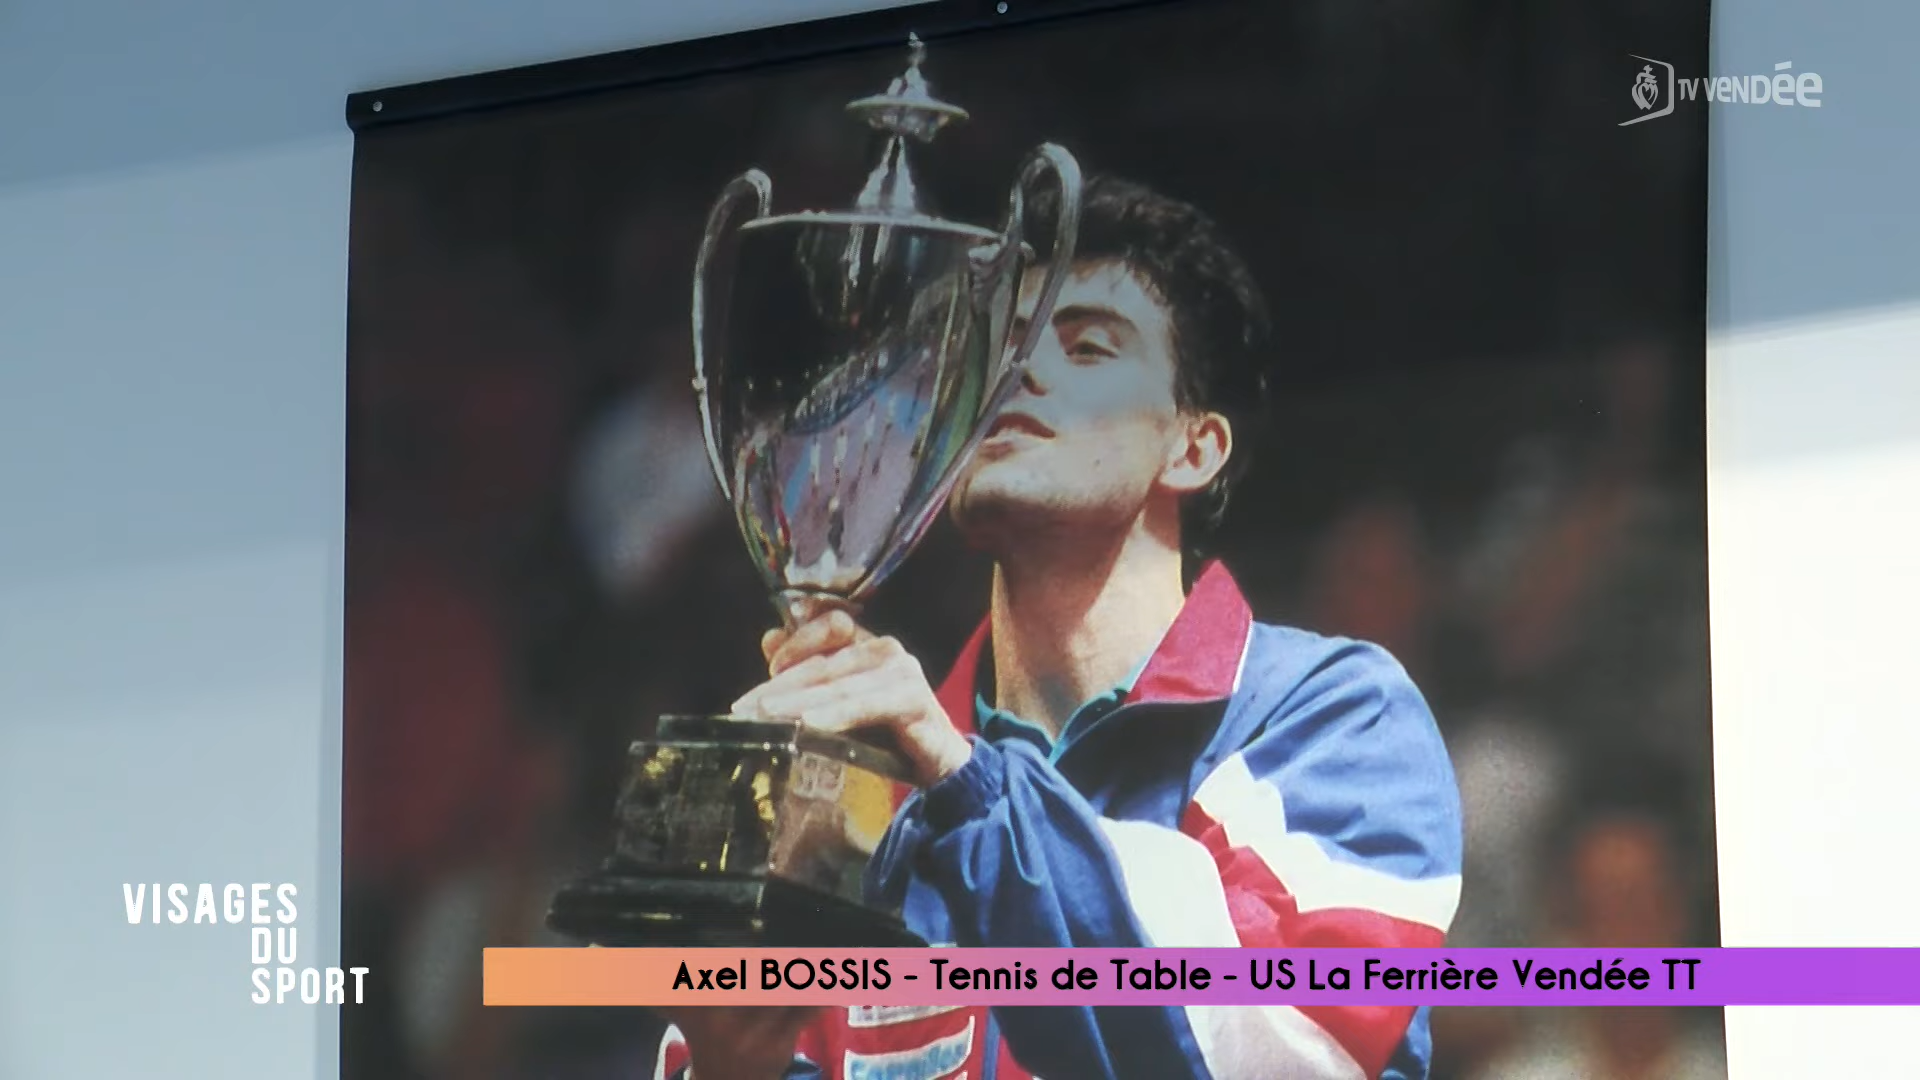 TV VENDÉE
VISAGES
DU
SPORT
Axel BOSSIS - Tennis de Table - US La Ferrière Vendée TT